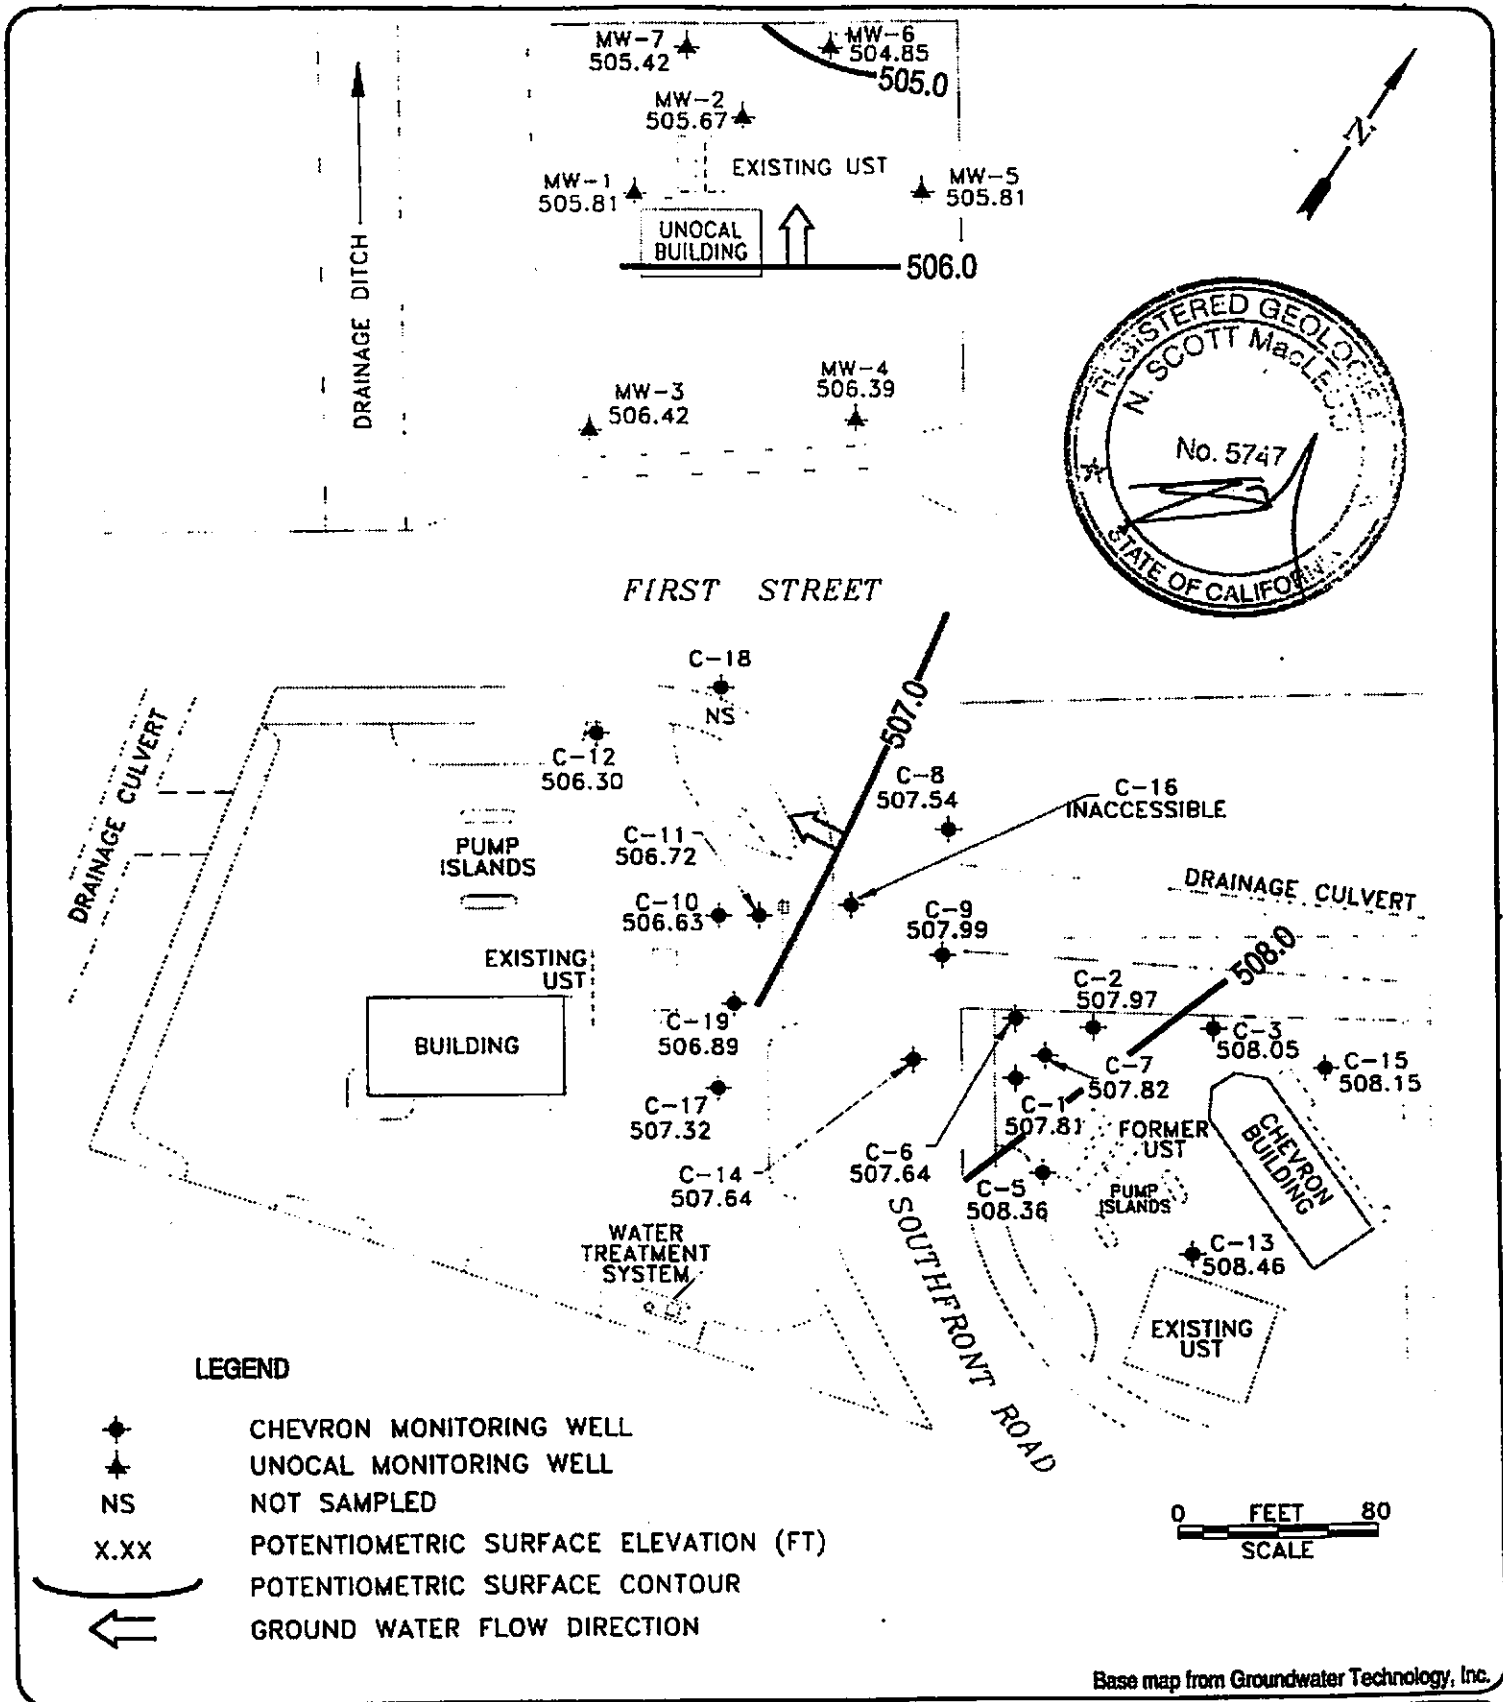 MW-7
505.42
MW-6
504.85
505.0
MW-2
505.67
N
EXISTING UST
MW-1
505.81
MW-5
505.81
UNOCAL
BUILDING
506.0
DRAINAGE DITCH
MW-3
506.42
MW-4
506.39
REGISTERED GEOLOGIST
N. SCOTT MacLEOD
No. 5747
STATE OF CALIFORNIA
FIRST STREET
C-18
NS
507.0
DRAINAGE CULVERT
C-12
506.30
C-8
507.54
C-16
INACCESSIBLE
C-11
506.72
PUMP
ISLANDS
DRAINAGE CULVERT
C-10
506.63
C-9
507.99
508.0
EXISTING
UST
C-2
507.97
C-19
506.89
C-3
508.05
BUILDING
C-7
507.82
C-15
508.15
C-17
507.32
C-1
507.81
FORMER
UST
CHEVRON
BUILDING
C-6
507.64
C-14
507.64
C-5
508.36
PUMP
ISLANDS
SOUTHFRONT ROAD
WATER
TREATMENT
SYSTEM
C-13
508.46
EXISTING
UST
LEGEND
CHEVRON MONITORING WELL
UNOCAL MONITORING WELL
NS NOT SAMPLED
X.XX POTENTIOMETRIC SURFACE ELEVATION (FT)
POTENTIOMETRIC SURFACE CONTOUR
GROUND WATER FLOW DIRECTION
0 FEET 80
SCALE
Base map from Groundwater Technology, Inc.